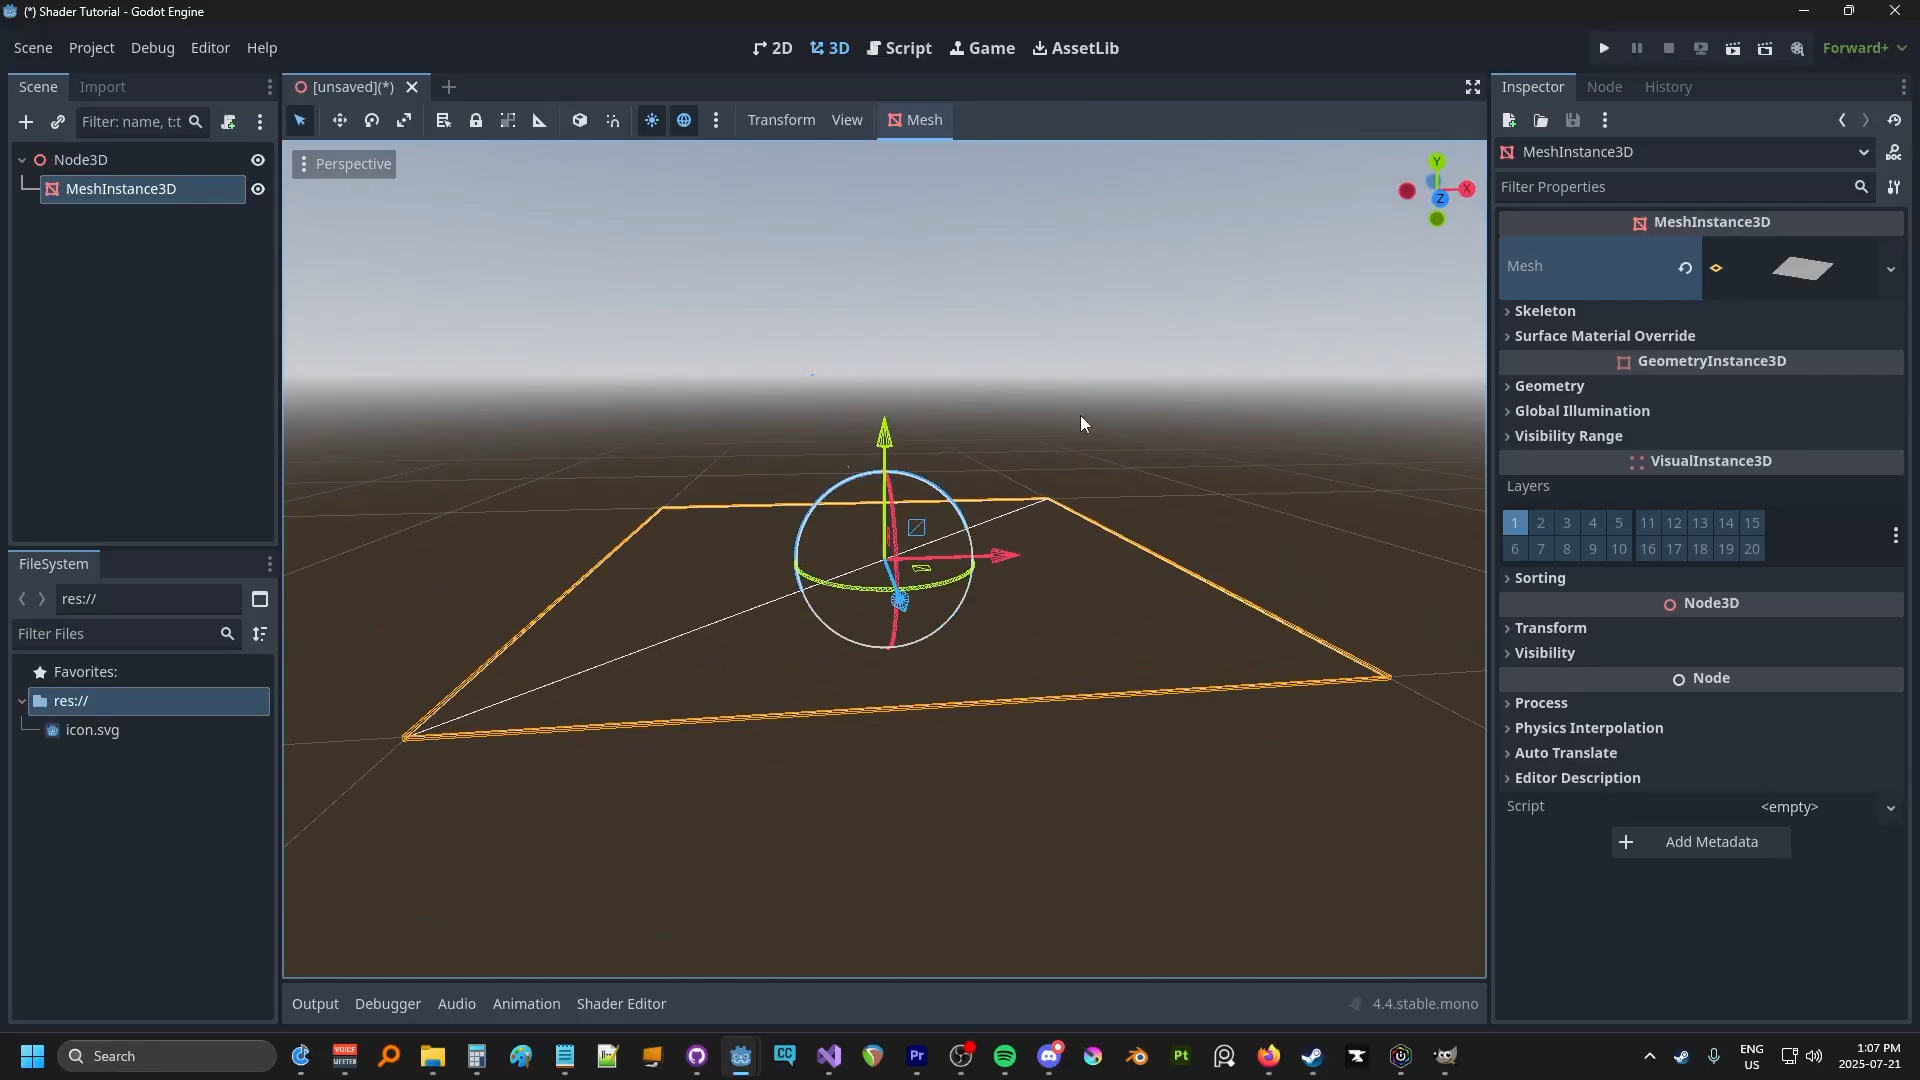 (*) Shader Tutorial - Godot Engine
Scene Project Debug Editor Help
2D 3D Script Game AssetLib
Forward+
Scene Import
[unsaved](*)
Inspector Node History
Filter: name, t:t
Transform View Mesh
Node3D
MeshInstance3D
Perspective
Y
X
Z
MeshInstance3D
Filter Properties
MeshInstance3D
Mesh
Skeleton
Surface Material Override
GeometryInstance3D
Geometry
Global Illumination
Visibility Range
VisualInstance3D
Layers
1 2 3 4 5 11 12 13 14 15
6 7 8 9 10 16 17 18 19 20
Sorting
Node3D
Transform
Visibility
Node
Process
Physics Interpolation
Auto Translate
Editor Description
Script <empty>
Add Metadata
FileSystem
res://
Filter Files
Favorites:
res://
icon.svg
Output Debugger Audio Animation Shader Editor
4.4.stable.mono
Search
VOICE
MEETER
CC
Pr
Pt
ENG
US
1:07 PM
2025-07-21